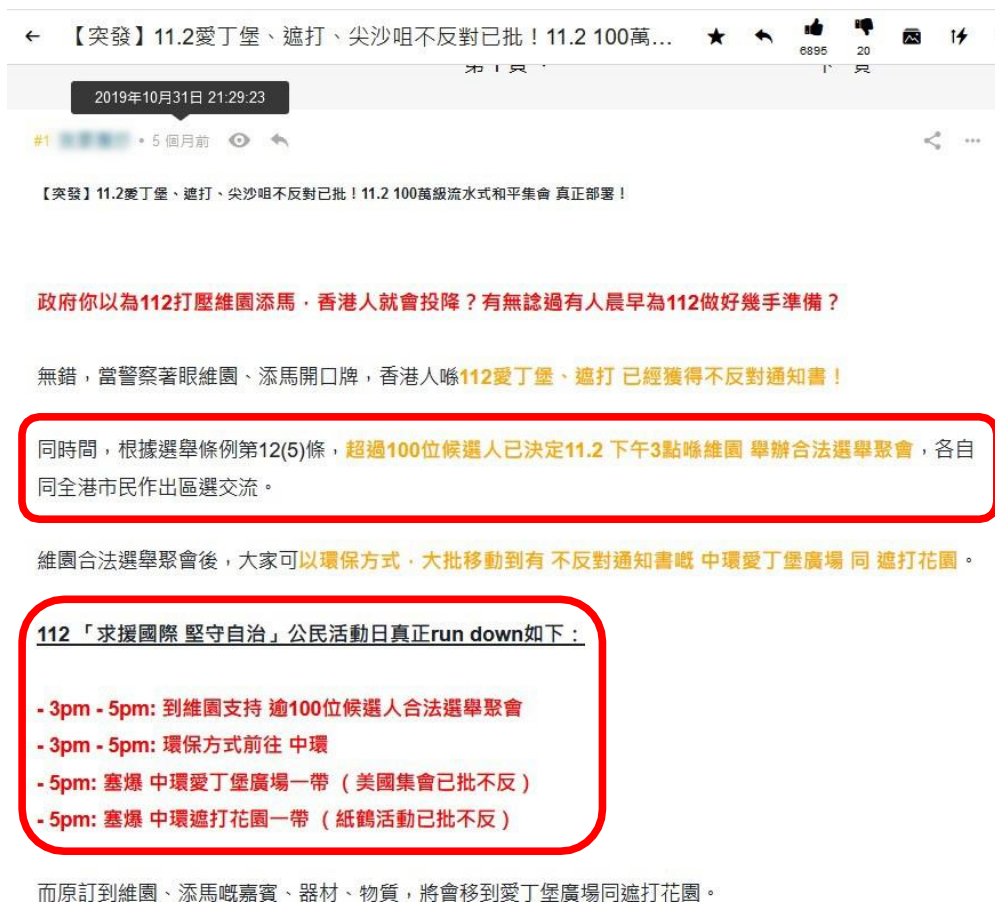 【突發】11.2愛丁堡、遮打、尖沙咀不反對已批！11.2 100萬...
6895
20
2019年10月31日 21:29:23
#1
• 5 個月前
【突發】11.2愛丁堡、遮打、尖沙咀不反對已批！11.2 100萬級流水式和平集會 真正部署！
政府你以為112打壓維園添馬，香港人就會投降？有無諗過有人晨早為112做好幾手準備？
無錯，當警察著眼維園、添馬開口牌，香港人喺112愛丁堡、遮打 已經獲得不反對通知書！
同時間，根據選舉條例第12(5)條，超過100位候選人已決定11.2 下午3點喺維園 舉辦合法選舉聚會，各自
同全港市民作出區選交流。
維園合法選舉聚會後，大家可以環保方式，大批移動到有 不反對通知書嘅 中環愛丁堡廣場 同 遮打花園。
112 「求援國際 堅守自治」公民活動日真正run down如下：
- 3pm - 5pm: 到維園支持 逾100位候選人合法選舉聚會
- 3pm - 5pm: 環保方式前往 中環
- 5pm: 塞爆 中環愛丁堡廣場一帶 （美國集會已批不反）
- 5pm: 塞爆 中環遮打花園一帶 （紙鶴活動已批不反）
而原訂到維園、添馬嘅嘉賓、器材、物質，將會移到愛丁堡廣場同遮打花園。